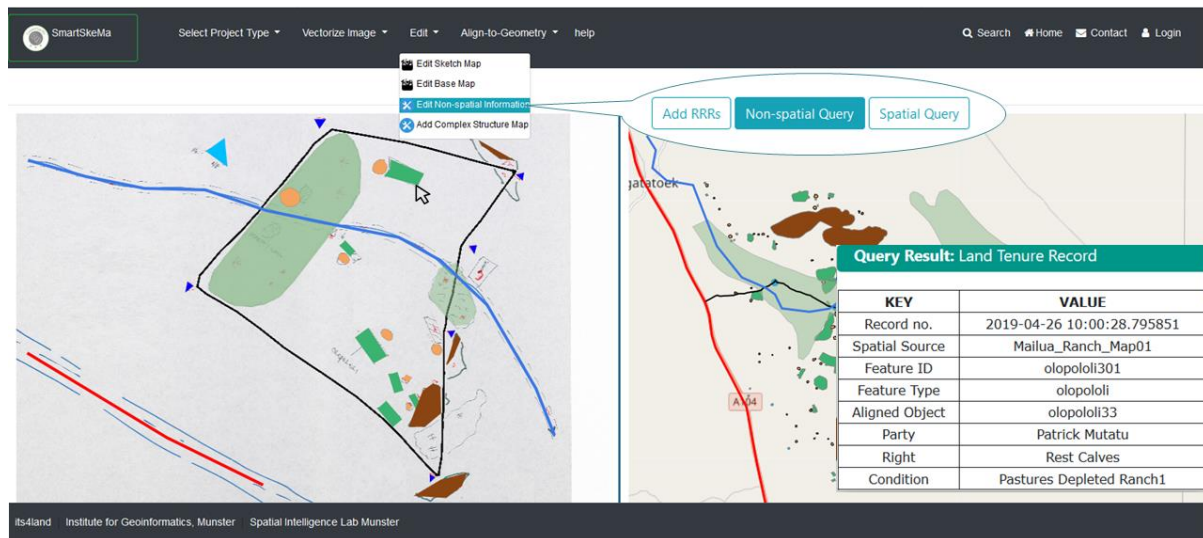 SmartSkeMa
Select Project Type
Vectorize Image
Edit
Align-to-Geometry
help
Search
Home
Contact
Login
Edit Sketch Map
Edit Base Map
Edit Non-spatial Information
Add Complex Structure Map
Add RRRs
Non-spatial Query
Spatial Query
A104
Query Result: Land Tenure Record
KEY VALUE
Record no. 2019-04-26 10:00:28.795851
Spatial Source Mailua_Ranch_Map01
Feature ID olopololi301
Feature Type olopololi
Aligned Object olopololi33
Party Patrick Mutatu
Right Rest Calves
Condition Pastures Depleted Ranch1
its4land
Institute for Geoinformatics, Munster
Spatial Intelligence Lab Munster